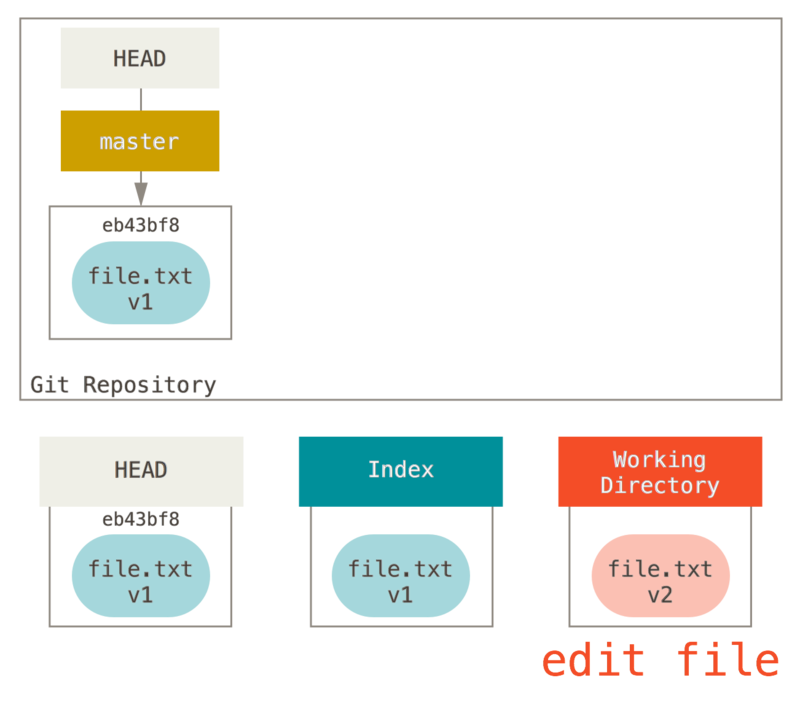 HEAD
master
eb43bf8
file.txt
v1
Git Repository
HEAD
eb43bf8
file.txt
v1
Index
file.txt
v1
Working
Directory
file.txt
v2
edit file